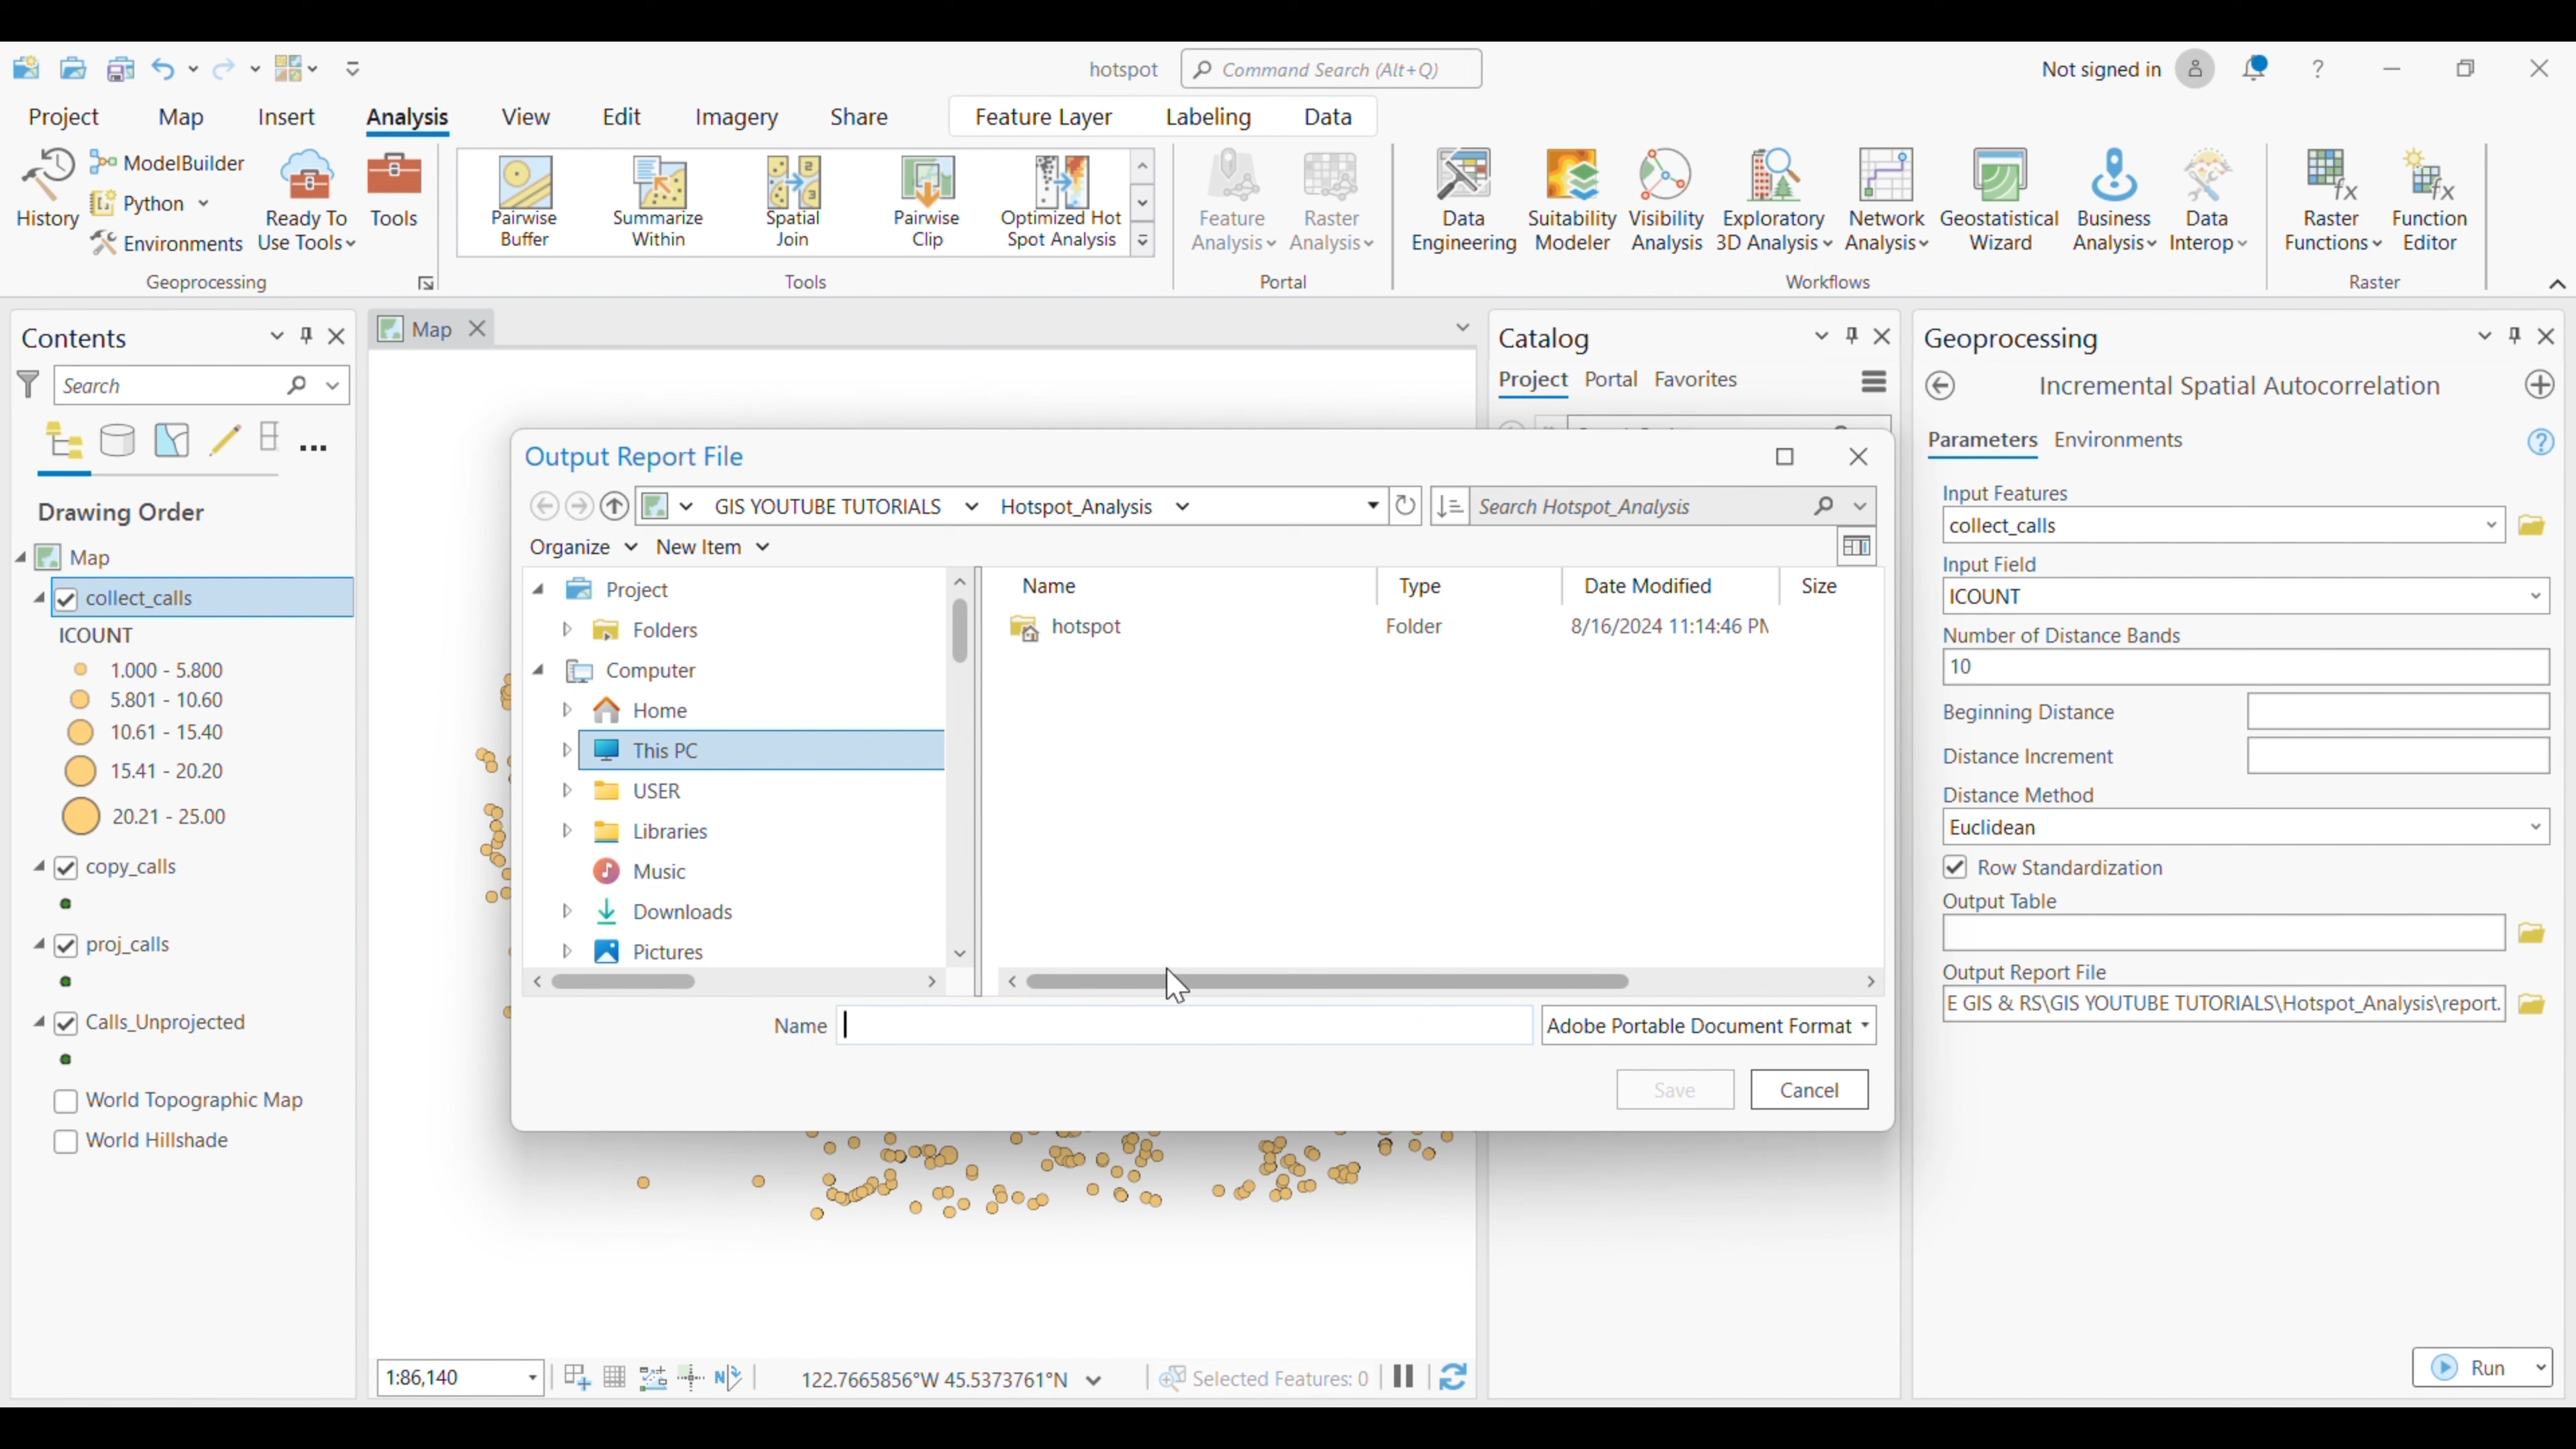 hotspot
Command Search (Alt+Q)
Not signed in
Project Map Insert Analysis View Edit Imagery Share Feature Layer Labeling Data
History
ModelBuilder
Python
Environments
Ready To Use Tools
Tools
Geoprocessing
Pairwise Buffer
Summarize Within
Spatial Join
Pairwise Clip
Optimized Hot Spot Analysis
Tools
Feature Analysis
Raster Analysis
Portal
Data Engineering
Suitability Modeler
Visibility Analysis
Exploratory 3D Analysis
Network Analysis
Geostatistical Wizard
Business Analysis
Data Interop
Workflows
Raster Functions
Function Editor
Raster
Contents
Search
Drawing Order
Map
collect_calls
ICOUNT
1.000 - 5.800
5.801 - 10.60
10.61 - 15.40
15.41 - 20.20
20.21 - 25.00
copy_calls
proj_calls
Calls_Unprojected
World Topographic Map
World Hillshade
Map
Output Report File
GIS YOUTUBE TUTORIALS Hotspot_Analysis
Search Hotspot_Analysis
Organize New Item
Project
Folders
Computer
Home
This PC
USER
Libraries
Music
Downloads
Pictures
Name Type Date Modified Size
hotspot Folder 8/16/2024 11:14:46 PM
Name
Adobe Portable Document Format
Save Cancel
1:86,140
122.7665856°W 45.5373761°N
Selected Features: 0
Catalog
Project Portal Favorites
Geoprocessing
Incremental Spatial Autocorrelation
Parameters Environments
Input Features
collect_calls
Input Field
ICOUNT
Number of Distance Bands
10
Beginning Distance
Distance Increment
Distance Method
Euclidean
Row Standardization
Output Table
Output Report File
E GIS & RS\GIS YOUTUBE TUTORIALS\Hotspot_Analysis\report.
Run